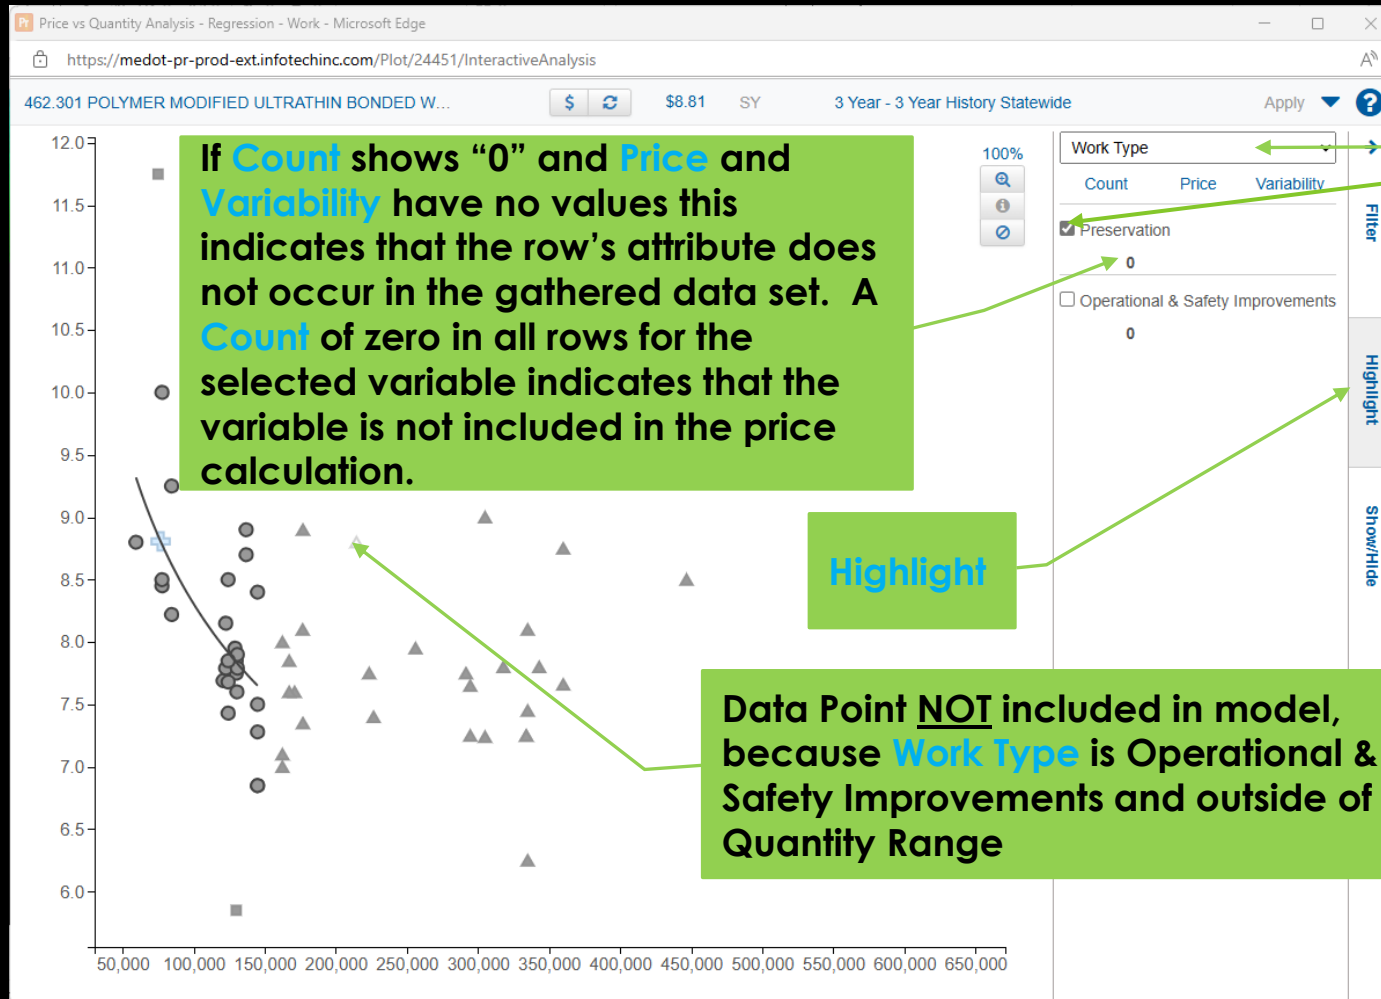 Pr Price vs Quantity Analysis - Regression - Work - Microsoft Edge
https://medot-pr-prod-ext.infotechinc.com/Plot/24451/InteractiveAnalysis
462.301 POLYMER MODIFIED ULTRATHIN BONDED W... $ $8.81 SY 3 Year - 3 Year History Statewide Apply ?
12.0
11.5
11.0
10.5
10.0
9.5
9.0
8.5
8.0
7.5
7.0
6.5
6.0
50,000 100,000 150,000 200,000 250,000 300,000 350,000 400,000 450,000 500,000 550,000 600,000 650,000
If Count shows “0” and Price and
Variability have no values this
indicates that the row’s attribute does
not occur in the gathered data set. A
Count of zero in all rows for the
selected variable indicates that the
variable is not included in the price
calculation.
100%
Work Type
Count Price Variability
Preservation
0
Operational & Safety Improvements
0
Filter
Highlight
Show/Hide
Highlight
Data Point NOT included in model,
because Work Type is Operational &
Safety Improvements and outside of
Quantity Range